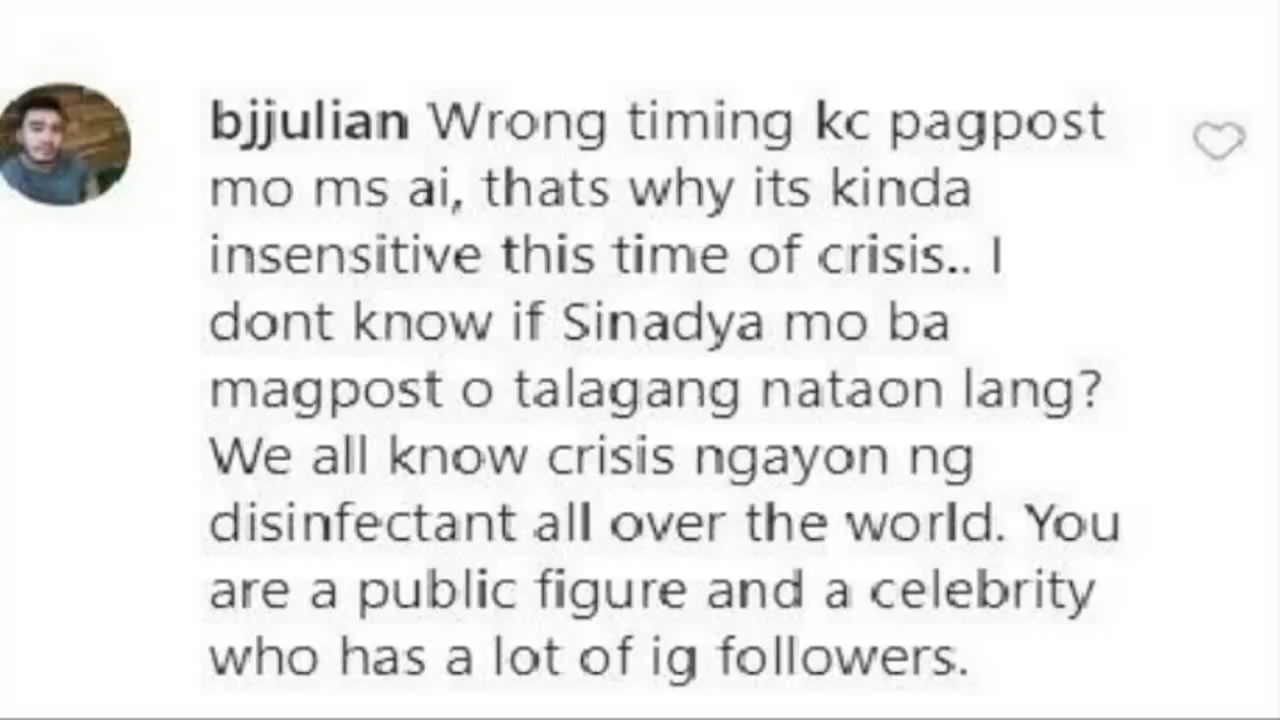 bjjulian Wrong timing kc pagpost
mo ms ai, thats why its kinda
insensitive this time of crisis.. I
dont know if Sinadya mo ba
magpost o talagang nataon lang?
We all know crisis ngayon ng
disinfectant all over the world. You
are a public figure and a celebrity
who has a lot of ig followers.